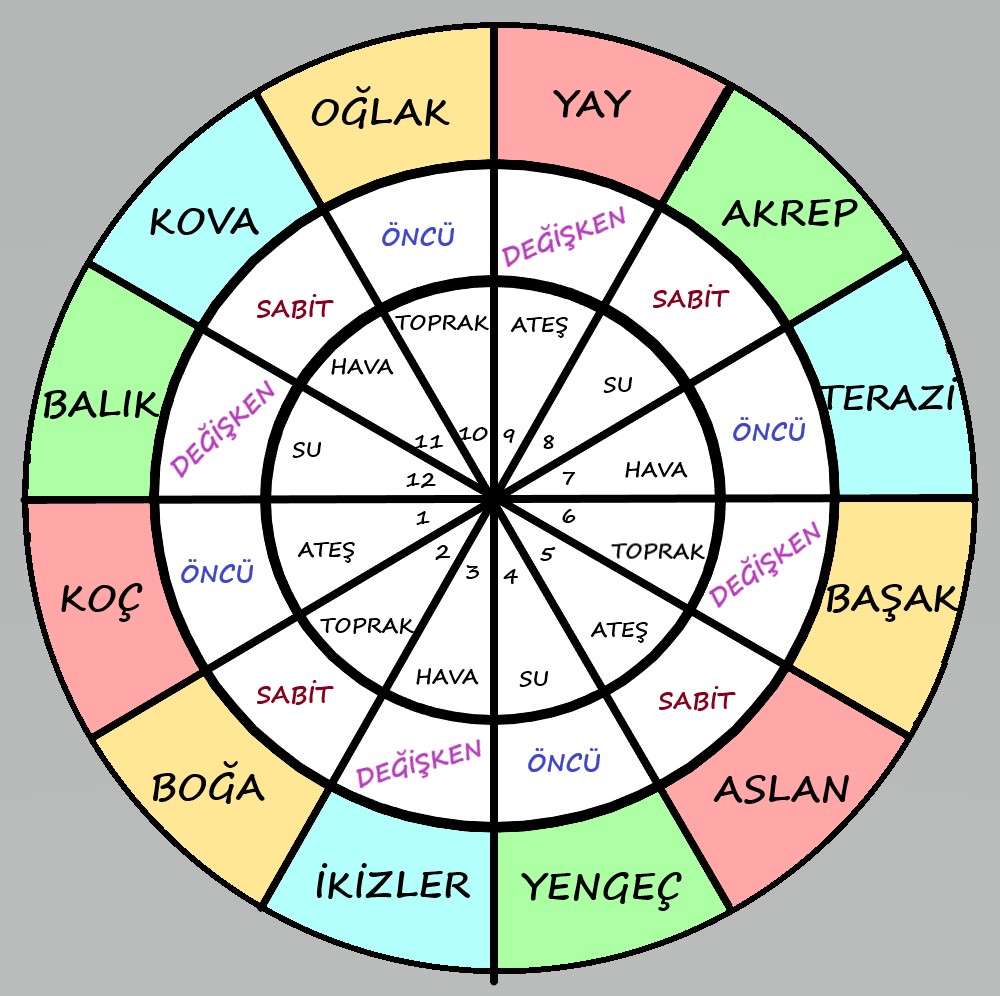 OĞLAK
YAY
KOVA
AKREP
BALIK
TERAZİ
KOÇ
BAŞAK
BOĞA
ASLAN
İKİZLER
YENGEÇ
ÖNCÜ
DEĞİŞKEN
SABİT
SABİT
DEĞİŞKEN
ÖNCÜ
ÖNCÜ
DEĞİŞKEN
SABİT
SABİT
DEĞİŞKEN
ÖNCÜ
TOPRAK
ATEŞ
HAVA
SU
SU
HAVA
ATEŞ
TOPRAK
TOPRAK
ATEŞ
HAVA
SU
10
9
11
8
12
7
1
6
2
5
3
4